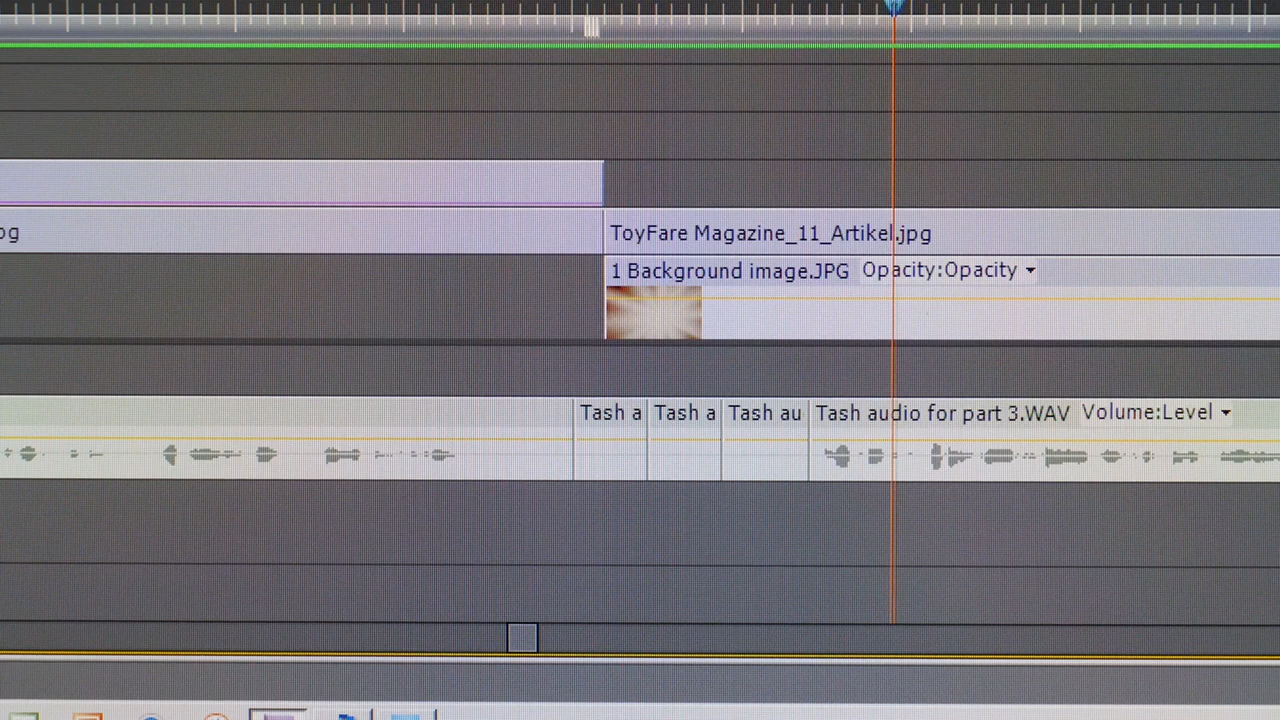 pg
ToyFare Magazine_11_Artikel.jpg
1 Background image.JPG Opacity:Opacity
Tash a Tash a Tash au Tash audio for part 3.WAV Volume:Level